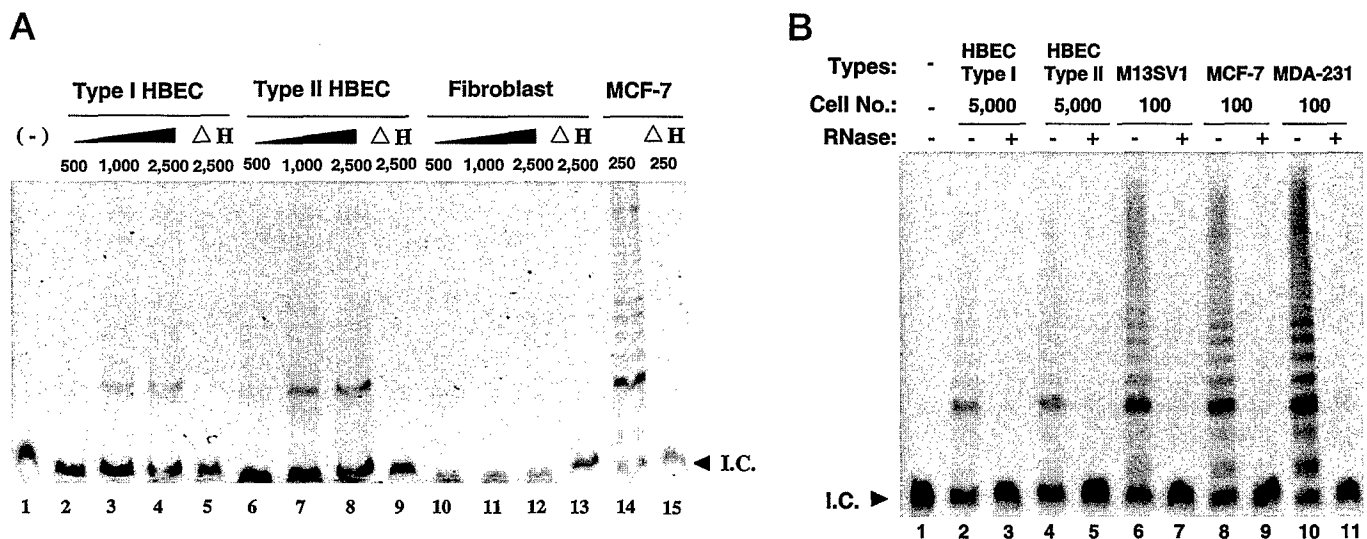 A
Type I HBEC Type II HBEC Fibroblast MCF-7
(-) △ H △ H △ H △ H
500 1,000 2,500 2,500 500 1,000 2,500 2,500 500 1,000 2,500 2,500 250 250
◄ I.C.
1 2 3 4 5 6 7 8 9 10 11 12 13 14 15
B
HBEC HBEC
Types: - Type I Type II M13SV1 MCF-7 MDA-231
Cell No.: - 5,000 5,000 100 100 100
RNase: - - + - + - + - + - +
I.C. ►
1 2 3 4 5 6 7 8 9 10 11